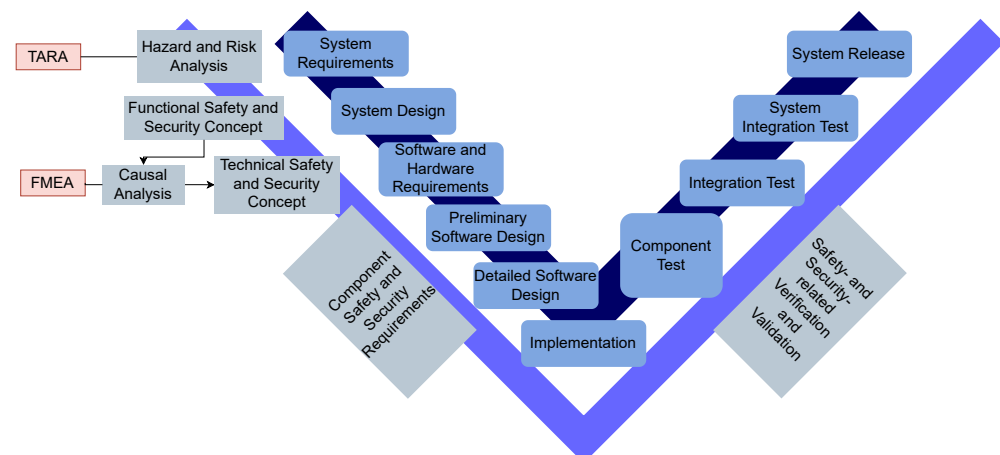 TARA
Hazard and Risk
Analysis
Functional Safety and
Security Concept
FMEA
Causal
Analysis
Technical Safety
and Security
Concept
Component
Safety and
Security
Requirements
System
Requirements
System Design
Software and
Hardware
Requirements
Preliminary
Software Design
Detailed Software
Design
Implementation
Component
Test
Integration Test
System
Integration Test
System Release
Safety- and
Security-
related
Verification
and
Validation